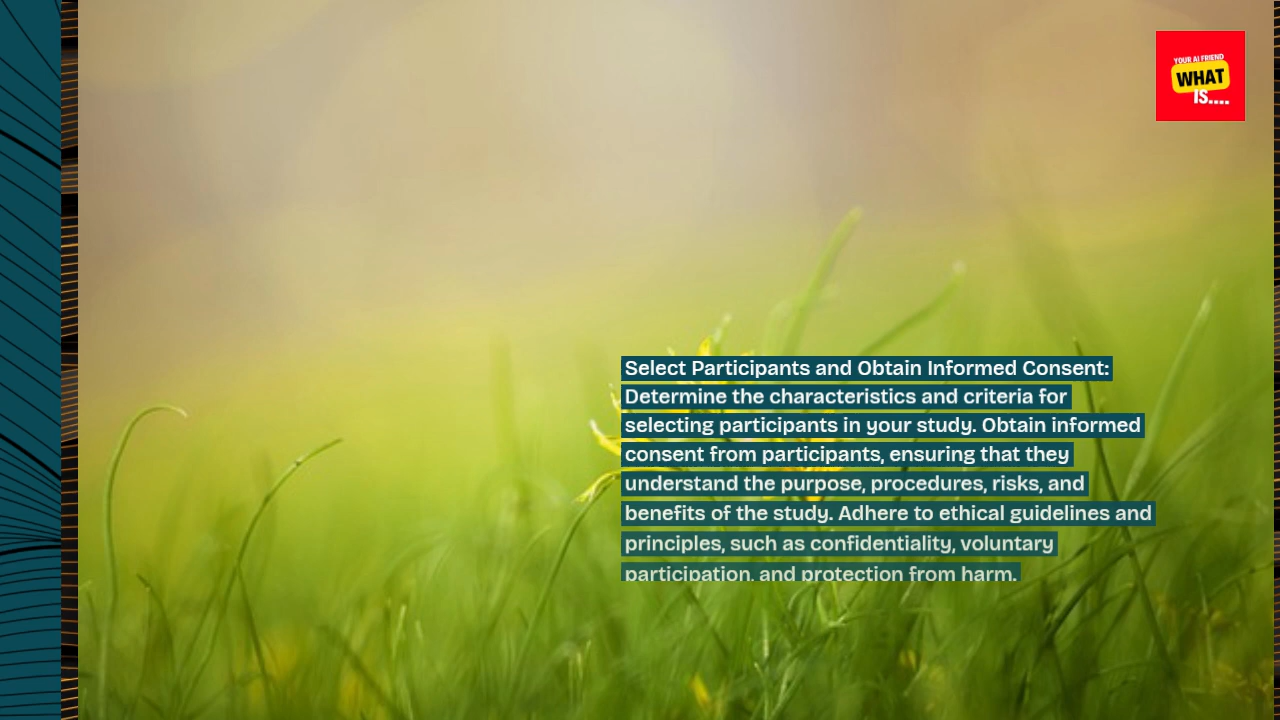 YOUR AI FRIEND
WHAT
IS....
Select Participants and Obtain Informed Consent:
Determine the characteristics and criteria for
selecting participants in your study. Obtain informed
consent from participants, ensuring that they
understand the purpose, procedures, risks, and
benefits of the study. Adhere to ethical guidelines and
principles, such as confidentiality, voluntary
participation, and protection from harm.